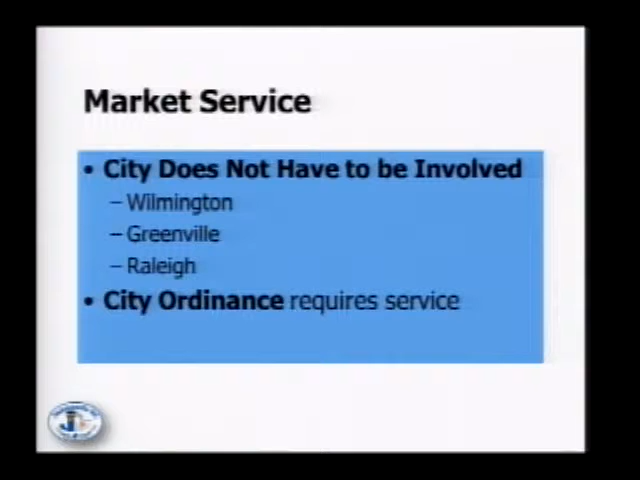 Market Service
• City Does Not Have to be Involved
– Wilmington
– Greenville
– Raleigh
• City Ordinance requires service